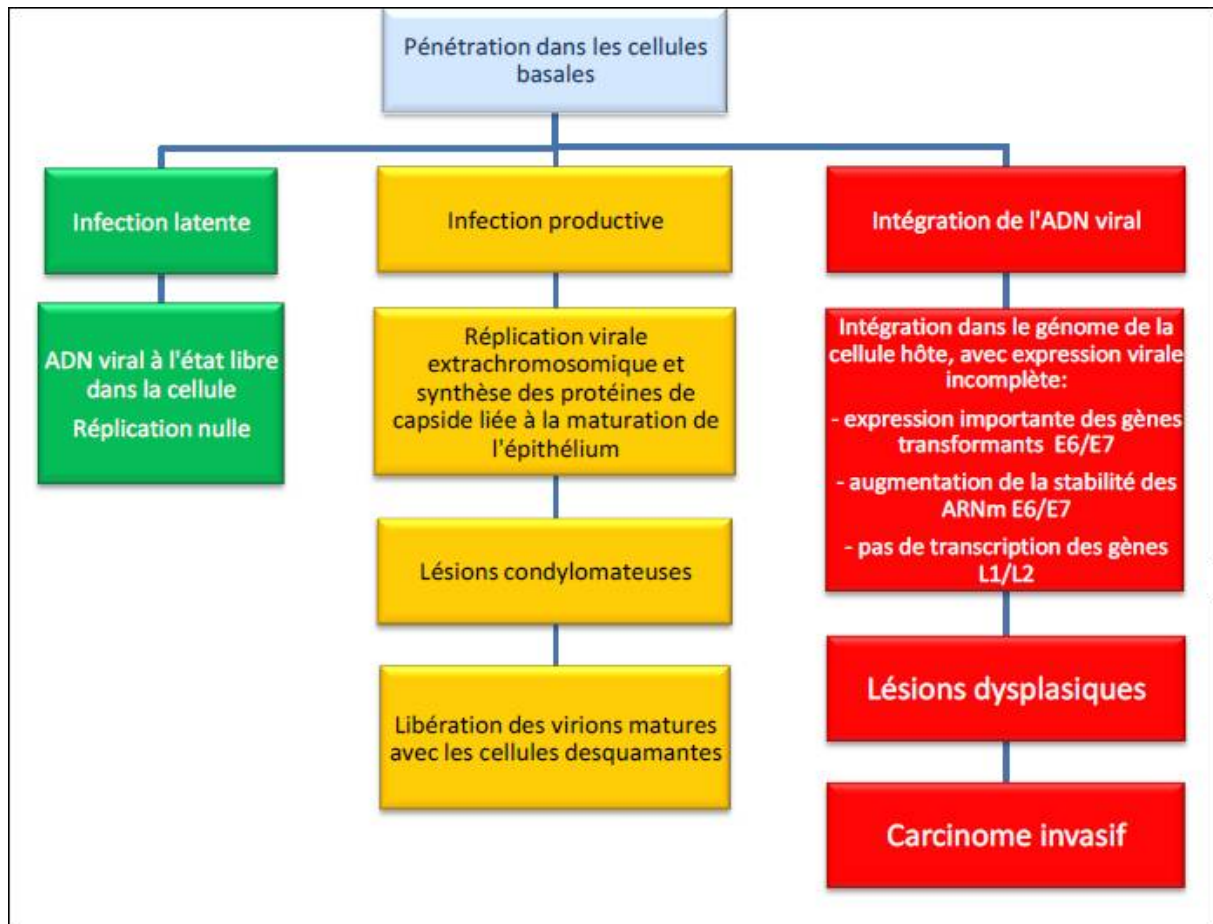 Pénétration dans les cellules
basales
Infection latente
Infection productive
Intégration de l'ADN viral
ADN viral à l'état libre
dans la cellule
Réplication nulle
Réplication virale
extrachromosomique et
synthèse des protéines de
capside liée à la maturation de
l'épithélium
Intégration dans le génome de la
cellule hôte, avec expression virale
incomplète:
- expression importante des gènes
transformants E6/E7
- augmentation de la stabilité des
ARNm E6/E7
- pas de transcription des gènes
L1/L2
Lésions condylomateuses
Lésions dysplasiques
Libération des virions matures
avec les cellules desquamantes
Carcinome invasif